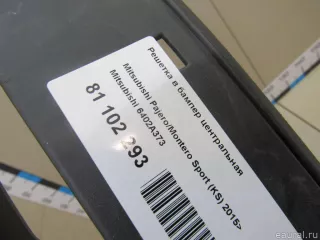 Решетка в бампер центральная
Mitsubishi Pajero/Montero Sport (KS) 2015>
Mitsubishi 6402A373
81 102 293